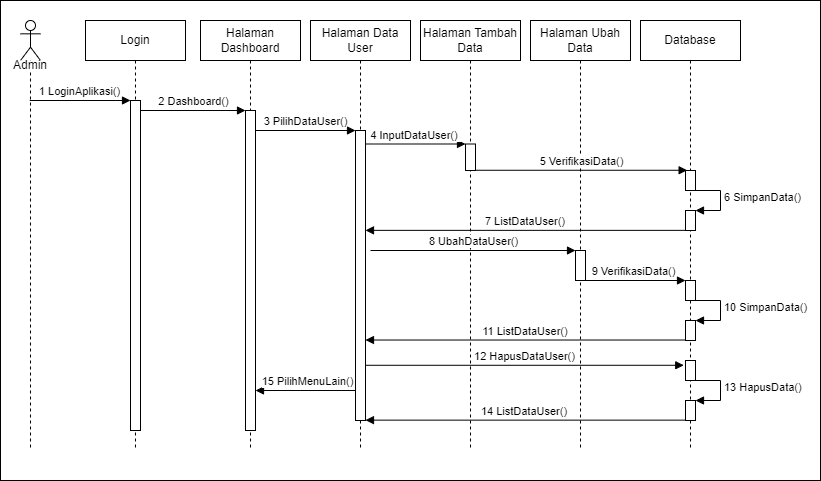 Login
Halaman
Dashboard
Halaman Data
User
Halaman Tambah
Data
Halaman Ubah
Data
Database
Admin
1 LoginAplikasi()
2 Dashboard()
3 PilihDataUser()
4 InputDataUser()
5 VerifikasiData()
6 SimpanData()
7 ListDataUser()
8 UbahDataUser()
9 VerifikasiData()
10 SimpanData()
11 ListDataUser()
12 HapusDataUser()
15 PilihMenuLain()
13 HapusData()
14 ListDataUser()